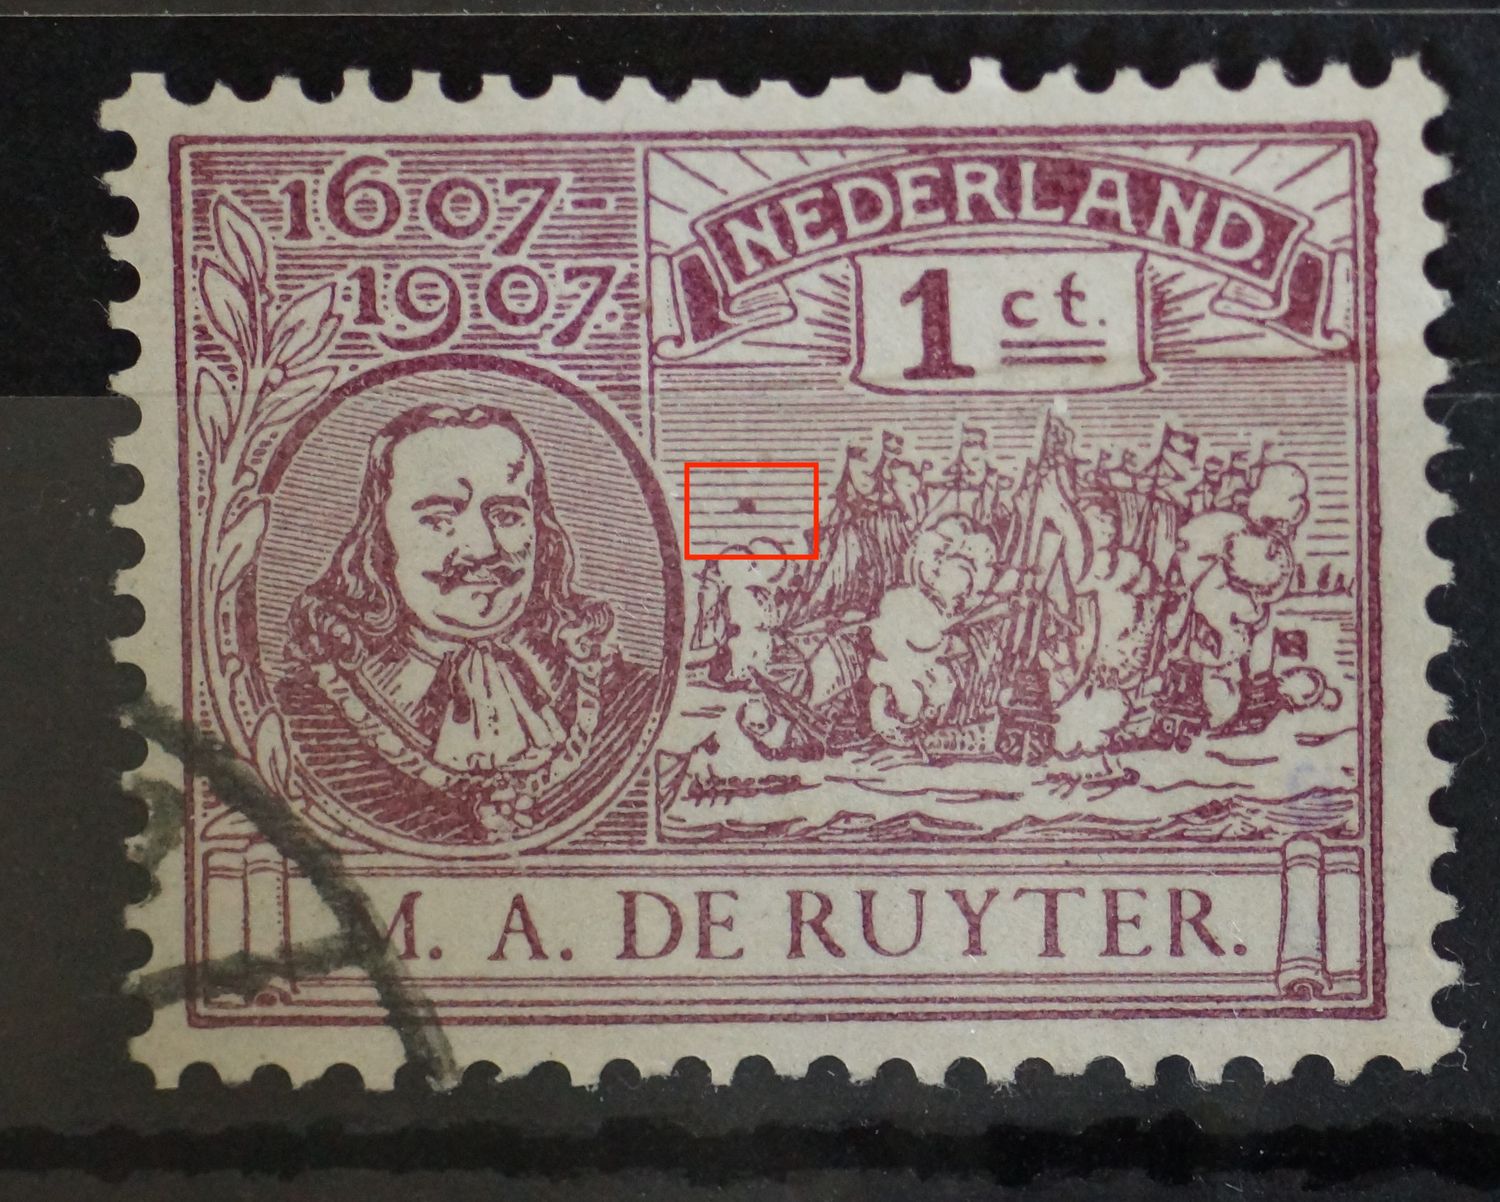 1607-
1907
NEDERLAND.
1 ct.
M. A. DE RUYTER.